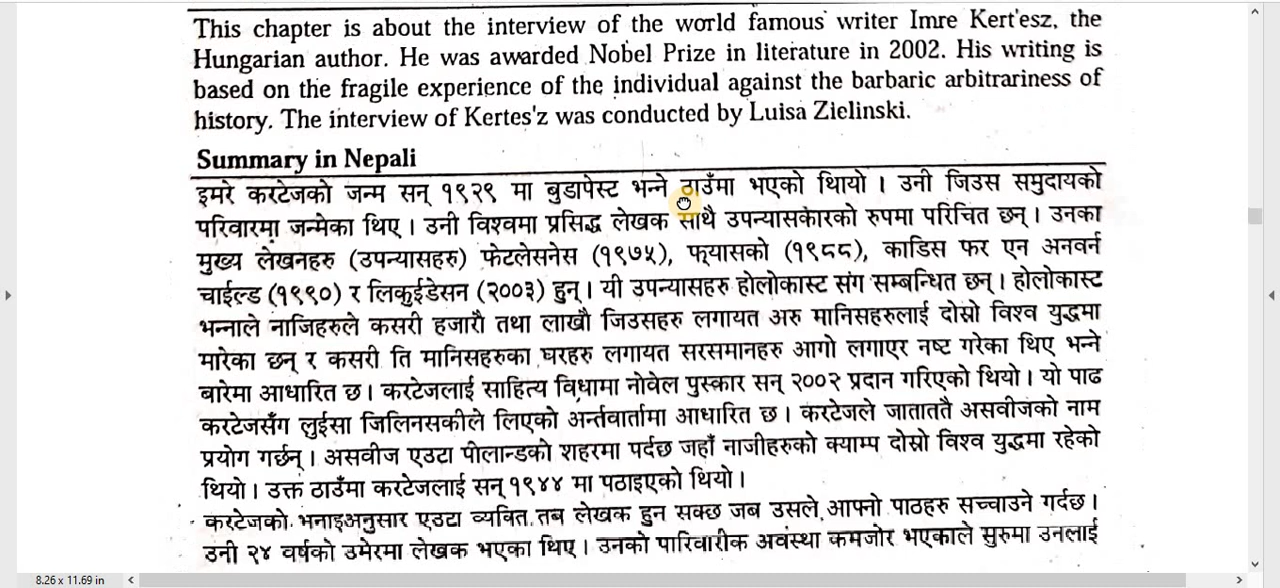 This chapter is about the interview of the world famous writer Imre Kert'esz, the
Hungarian author. He was awarded Nobel Prize in literature in 2002. His writing is
based on the fragile experience of the individual against the barbaric arbitrariness of
history. The interview of Kertes'z was conducted by Luisa Zielinski.
Summary in Nepali
इमरे करटेजको जन्म सन् १९२९ मा बुडापेस्ट भन्ने ठाउँमा भएको थिायो । उनी जिउस समुदायको
परिवारमा जन्मेका थिए । उनी विश्वमा प्रसिद्ध लेखक साथै उपन्यासकारको रुपमा परिचित छन् । उनका
मुख्य लेखनहरु (उपन्यासहरु) फेटलेसनेस (१९७५), फ्यासको (१९८८), काडिस फर एन अनवर्न
चाईल्ड (१९९०) र लिकुईडेसन (२००३) हुन् । यी उपन्यासहरु होलोकास्ट संग सम्बन्धित छन् । होलोकास्ट
भन्नाले नाजिहरुले कसरी हजारौ तथा लाखौ जिउसहरु लगायत अरु मानिसहरुलाई दोस्रो विश्व युद्धमा
मारेका छन् र कसरी ति मानिसहरुका घरहरु लगायत सरसमानहरु आगो लगाएर नष्ट गरेका थिए भन्ने
बारेमा आधारित छ । करटेजलाई साहित्य विधामा नोवेल पुस्कार सन् २००२ प्रदान गरिएको थियो । यो पाठ
करटेजसँग लुईसा जिलिनसकीले लिएको अर्न्तवार्तामा आधारित छ । करटेजले जाताततै असवीजको नाम
प्रयोग गर्छन् । असवीज एउटा पोलान्डको शहरमा पर्दछ जहाँ नाजीहरुको क्याम्प दोस्रो विश्व युद्धमा रहेको
थियो । उक्त ठाउँमा करटेजलाई सन् १९४४ मा पठाइएको थियो ।
करटेजको भनाइअनुसार एउटा व्यक्ति तब लेखक हुन सक्छ जब उसले आफ्नो पाठहरु सच्चाउने गर्दछ ।
उनी २४ वर्षको उमेरमा लेखक भएका थिए । उनको पारिवारीक अवस्था कमजोर भएकाले सुरुमा उनलाई
8.26 x 11.69 in